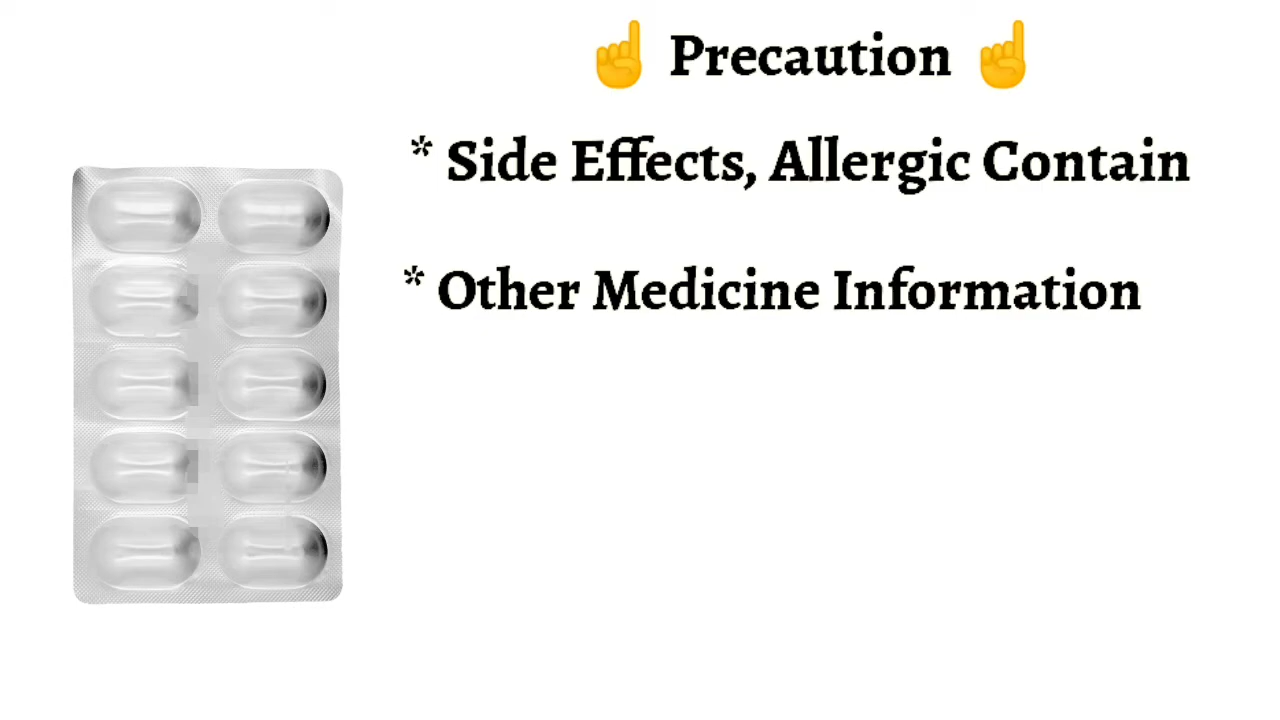 ☝ Precaution ☝
* Side Effects, Allergic Contain
* Other Medicine Information